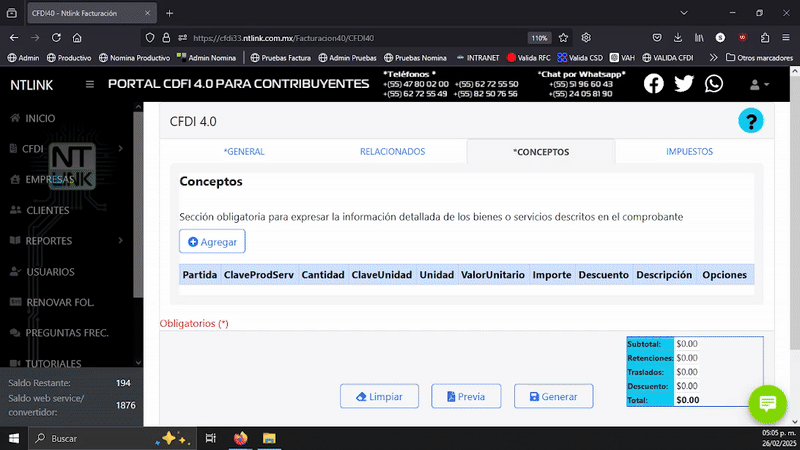 CFDI40 - Ntlink Facturación
https://cfdi33.ntlink.com.mx/Facturacion40/CFDI40
110%
Admin Productivo Nomina Productivo Admin Nomina Pruebas Factura Admin Pruebas Pruebas Nomina INTRANET Valida RFC Valida CSD VAH VALIDA CFDI Otros marcadores
NTLINK
PORTAL CDFI 4.0 PARA CONTRIBUYENTES
*Teléfonos *
+(55) 47 80 02 00 +(55) 62 72 55 50
+(55) 62 72 55 49 +(55) 82 50 76 56
*Chat por Whatsapp*
+(55) 51 96 60 43
+(55) 24 05 81 90
INICIO
CFDI
EMPRESAS
CLIENTES
REPORTES
USUARIOS
RENOVAR FOL.
PREGUNTAS FREC.
TUTORIALES
NT
LINK
Saldo Restante: 194
Saldo web service/
convertidor: 1876
CFDI 4.0
?
*GENERAL RELACIONADOS *CONCEPTOS IMPUESTOS
Conceptos
Sección obligatoria para expresar la información detallada de los bienes o servicios descritos en el comprobante
Agregar
Partida ClaveProdServ Cantidad ClaveUnidad Unidad ValorUnitario Importe Descuento Descripción Opciones
Obligatorios (*)
Subtotal: $0.00
Retenciones: $0.00
Traslados: $0.00
Descuento: $0.00
Total: $0.00
Limpiar Previa Generar
Buscar
05:05 p. m.
26/02/2025